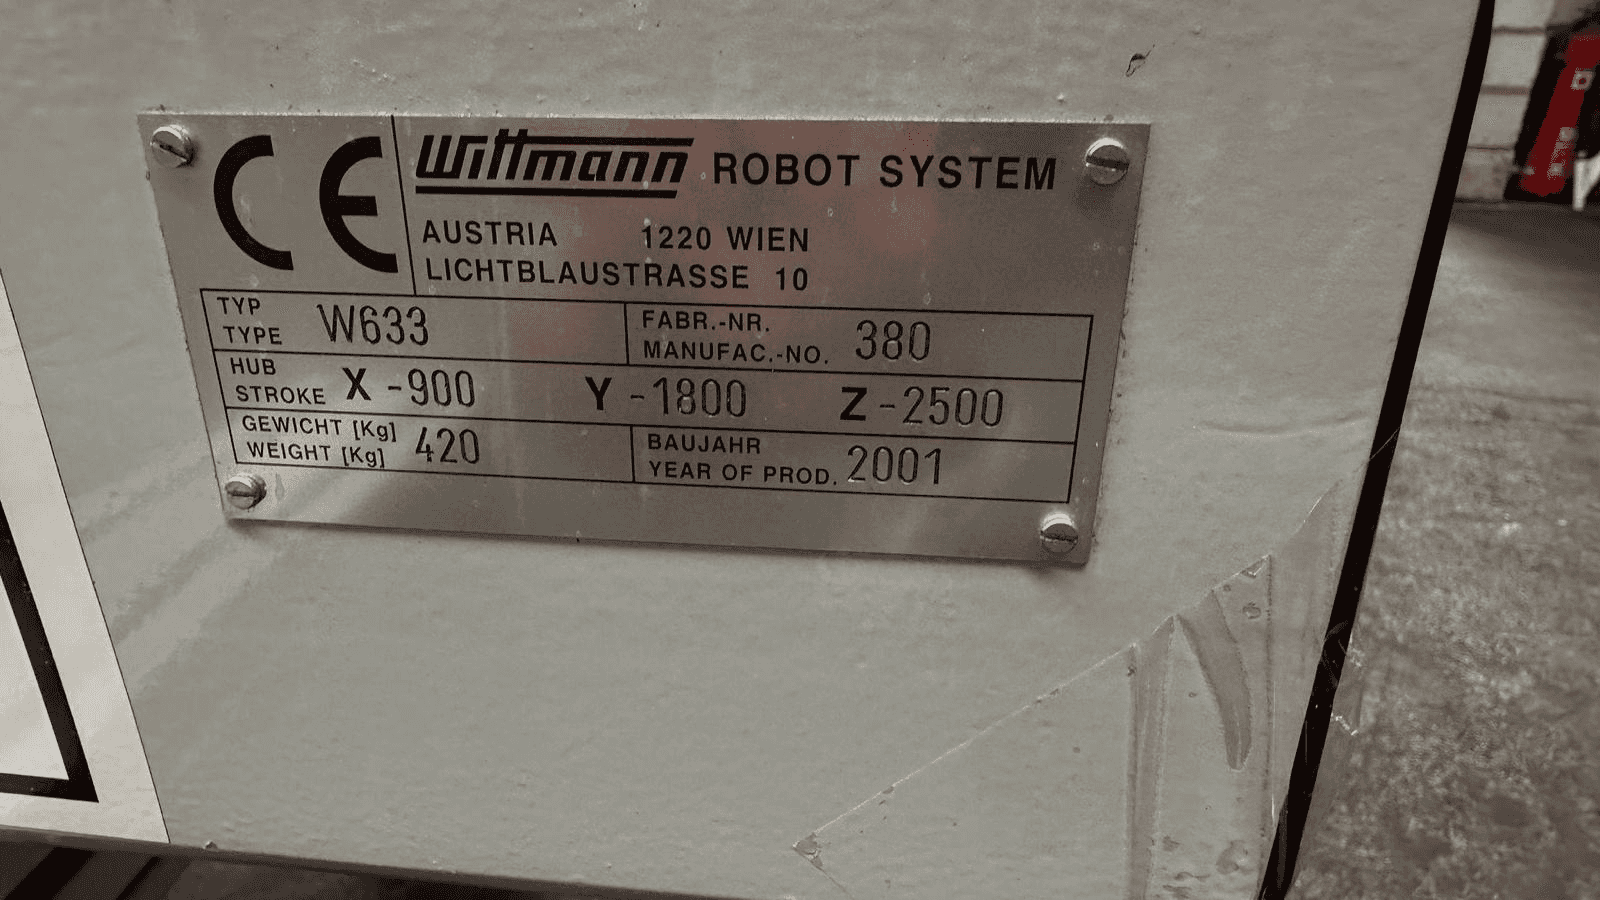 CE Wittmann ROBOT SYSTEM
AUSTRIA 1220 WIEN
LICHTBLAUSTRASSE 10
TYP
TYPE W633
FABR.-NR.
MANUFAC.-NO. 380
HUB
STROKE X -900 Y -1800 Z -2500
GEWICHT [Kg]
WEIGHT [Kg] 420
BAUJAHR
YEAR OF PROD. 2001